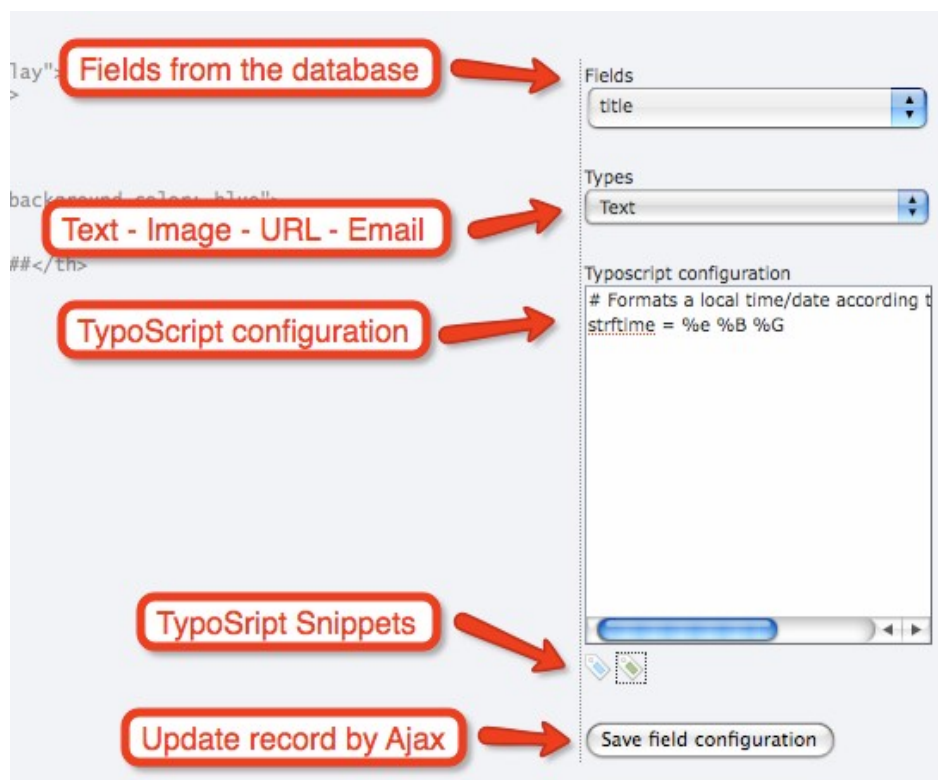 lay">
Fields from the database
>
Fields
title
Types
background-color: blue">
Text - Image - URL - Email
Text
##</th>
Typoscript configuration
# Formats a local time/date according t
TypoScript configuration
strftime = %e %B %G
TypoSript Snippets
Update record by Ajax
Save field configuration